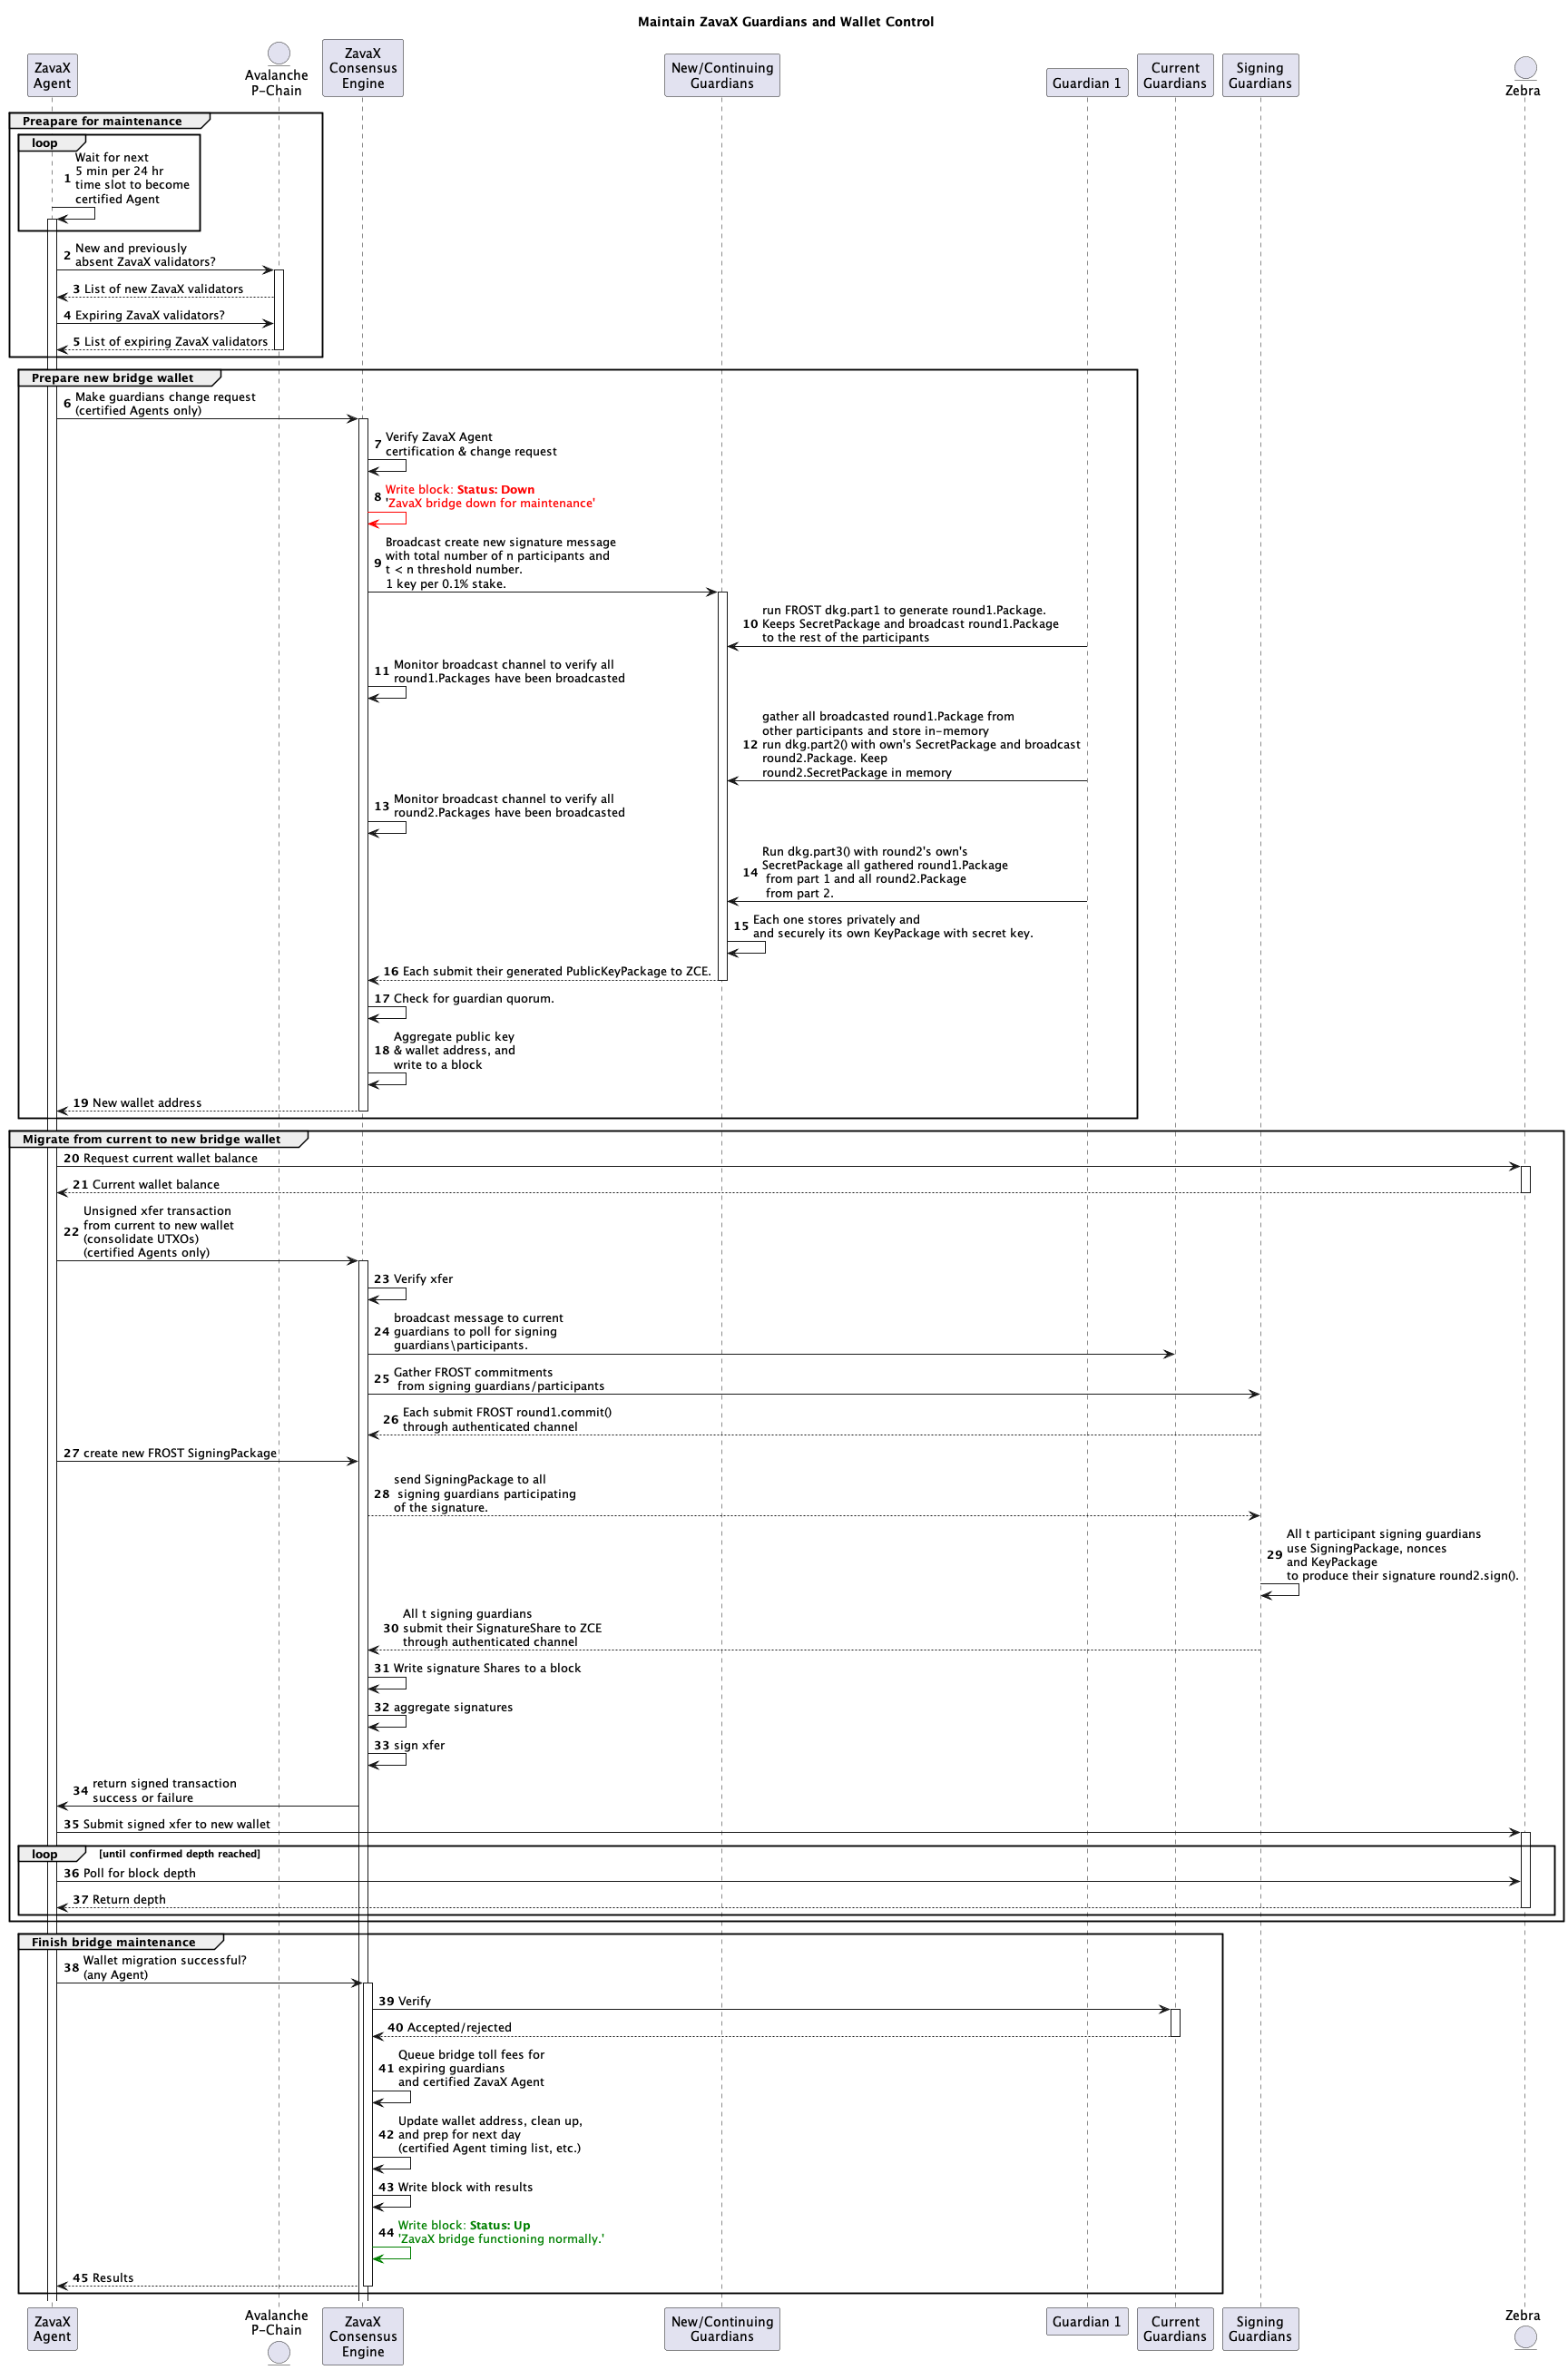 Maintain ZavaX Guardians and Wallet Control
ZavaX
Agent
Avalanche
P-Chain
ZavaX
Consensus
Engine
New/Continuing
Guardians
Guardian 1
Current
Guardians
Signing
Guardians
Zebra
Preapare for maintenance
loop
1 Wait for next
5 min per 24 hr
time slot to become
certified Agent
2 New and previously
absent ZavaX validators?
3 List of new ZavaX validators
4 Expiring ZavaX validators?
5 List of expiring ZavaX validators
Prepare new bridge wallet
6 Make guardians change request
(certified Agents only)
7 Verify ZavaX Agent
certification & change request
8 Write block: Status: Down
'ZavaX bridge down for maintenance'
9 Broadcast create new signature message
with total number of n participants and
t < n threshold number.
1 key per 0.1% stake.
10 run FROST dkg.part1 to generate round1.Package.
Keeps SecretPackage and broadcast round1.Package
to the rest of the participants
11 Monitor broadcast channel to verify all
round1.Packages have been broadcasted
12 gather all broadcasted round1.Package from
other participants and store in-memory
run dkg.part2() with own's SecretPackage and broadcast
round2.Package. Keep
round2.SecretPackage in memory
13 Monitor broadcast channel to verify all
round2.Packages have been broadcasted
14 Run dkg.part3() with round2's own's
SecretPackage all gathered round1.Package
from part 1 and all round2.Package
from part 2.
15 Each one stores privately and
and securely its own KeyPackage with secret key.
16 Each submit their generated PublicKeyPackage to ZCE.
17 Check for guardian quorum.
18 Aggregate public key
& wallet address, and
write to a block
19 New wallet address
Migrate from current to new bridge wallet
20 Request current wallet balance
21 Current wallet balance
22 Unsigned xfer transaction
from current to new wallet
(consolidate UTXOs)
(certified Agents only)
23 Verify xfer
24 broadcast message to current
guardians to poll for signing
guardians\participants.
25 Gather FROST commitments
from signing guardians/participants
26 Each submit FROST round1.commit()
through authenticated channel
27 create new FROST SigningPackage
28 send SigningPackage to all
signing guardians participating
of the signature.
29 All t participant signing guardians
use SigningPackage, nonces
and KeyPackage
to produce their signature round2.sign().
30 All t signing guardians
submit their SignatureShare to ZCE
through authenticated channel
31 Write signature Shares to a block
32 aggregate signatures
33 sign xfer
34 return signed transaction
success or failure
35 Submit signed xfer to new wallet
loop [until confirmed depth reached]
36 Poll for block depth
37 Return depth
Finish bridge maintenance
38 Wallet migration successful?
(any Agent)
39 Verify
40 Accepted/rejected
41 Queue bridge toll fees for
expiring guardians
and certified ZavaX Agent
42 Update wallet address, clean up,
and prep for next day
(certified Agent timing list, etc.)
43 Write block with results
44 Write block: Status: Up
'ZavaX bridge functioning normally.'
45 Results
ZavaX
Agent
Avalanche
P-Chain
ZavaX
Consensus
Engine
New/Continuing
Guardians
Guardian 1
Current
Guardians
Signing
Guardians
Zebra